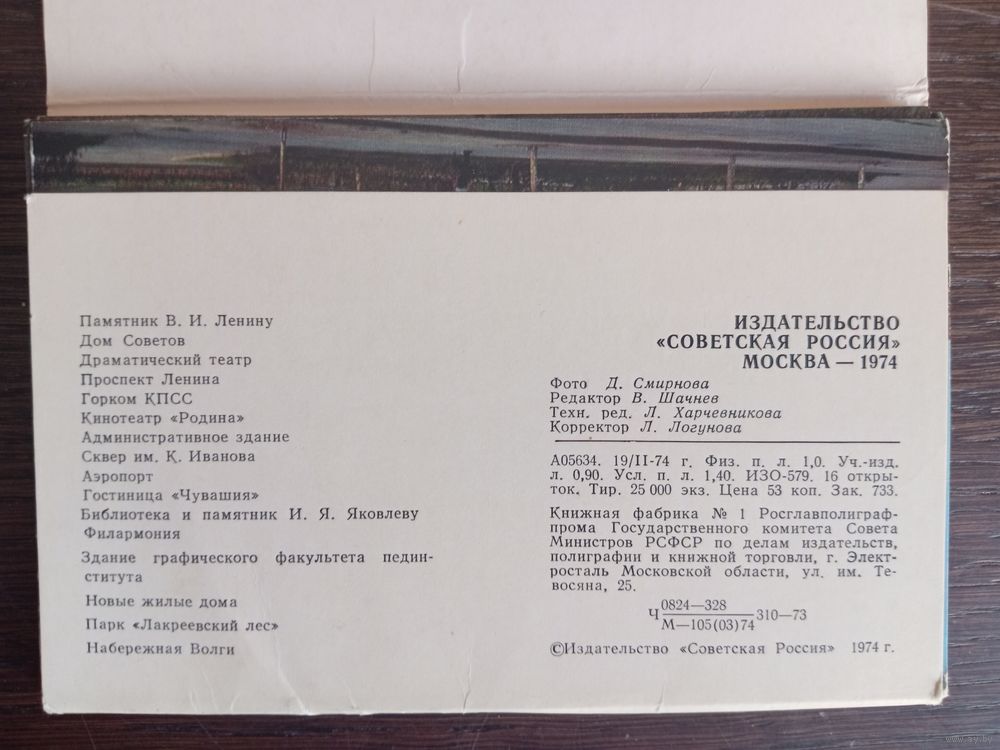 Памятник В. И. Ленину
Дом Советов
Драматический театр
Проспект Ленина
Горком КПСС
Кинотеатр «Родина»
Административное здание
Сквер им. К. Иванова
Аэропорт
Гостиница «Чувашия»
Библиотека и памятник И. Я. Яковлеву
Филармония
Здание графического факультета педин-
ститута
Новые жилые дома
Парк «Лакреевский лес»
Набережная Волги
ИЗДАТЕЛЬСТВО
«СОВЕТСКАЯ РОССИЯ»
МОСКВА — 1974
Фото Д. Смирнова
Редактор В. Шачнев
Техн. ред. Л. Харчевникова
Корректор Л. Логунова
А05634. 19/II-74 г. Физ. п. л. 1,0. Уч.-изд.
л. 0,90. Усл. п. л. 1,40. ИЗО-579. 16 откры-
ток. Тир. 25 000 экз. Цена 53 коп. Зак. 733.
Книжная фабрика № 1 Росглавполиграф-
прома Государственного комитета Совета
Министров РСФСР по делам издательств,
полиграфии и книжной торговли, г. Элект-
росталь Московской области, ул. им. Те-
восяна, 25.
0824—328
Ч 310—73
М—105(03)74
©Издательство «Советская Россия» 1974 г.
ay.by